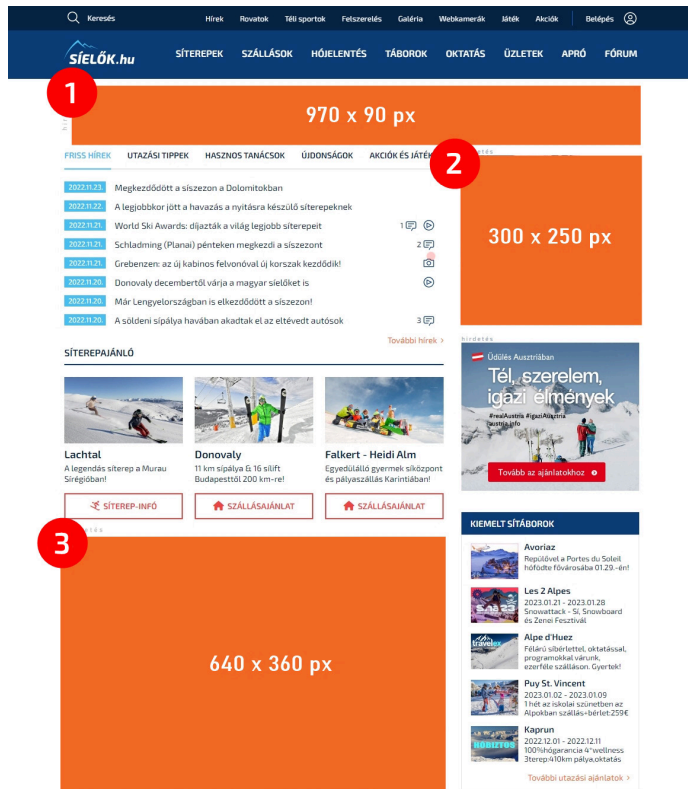 Keresés
Hírek Rovatok Téli sportok Felszerelés Galéria Webkamerák Játék Akciók Belépés
SÍELŐK.hu
SÍTEREPEK SZÁLLÁSOK HÓJELENTÉS TÁBOROK OKTATÁS ÜZLETEK APRÓ FÓRUM
1
970 x 90 px
FRISS HÍREK UTAZÁSI TIPPEK HASZNOS TANÁCSOK ÚJDONSÁGOK AKCIÓK ÉS JÁTÉK
2022.11.23. Megkezdődött a síszezon a Dolomitokban
2022.11.22. A legjobbkor jött a havazás a nyitásra készülő síterepeknek
2022.11.21. World Ski Awards: díjazták a világ legjobb síterepeit 1
2022.11.21. Schladming (Planai) pénteken megkezdi a síszezont 2
2022.11.21. Grebenzen: az új kabinos felvonóval új korszak kezdődik!
2022.11.20. Donovaly decembertől várja a magyar síelőket is
2022.11.20. Már Lengyelországban is elkezdődött a síszezon!
2022.11.20. A söldeni sípálya havában akadtak el az eltévedt autósok 3
További hírek >
2
300 x 250 px
hirdetés
Üdülés Ausztriában
Tél, szerelem,
igazi élmények
#realAustria #igaziAusztria
austria.info
Tovább az ajánlatokhoz
SÍTEREPAJÁNLÓ
Lachtal
A legendás síterep a Murau
Sírégióban!
SÍTEREP-INFÓ
Donovaly
11 km sípálya & 16 sílift
Budapesttől 200 km-re!
SZÁLLÁSAJÁNLAT
Falkert - Heidi Alm
Egyedülálló gyermek síközpont
és pályaszállás Karintiában!
SZÁLLÁSAJÁNLAT
3
640 x 360 px
KIEMELT SÍTÁBOROK
Avoriaz
Repülővel a Portes du Soleil
hófödte fővárosába 01.29.-én!
Les 2 Alpes
2023.01.21 - 2023.01.28
Snowattack - Sí, Snowboard
és Zenei Fesztivál
Alpe d'Huez
Félárú síbérlettel, oktatással,
programokkal várunk,
ezerféle szálláson. Gyertek!
travelex
Puy St. Vincent
2023.01.02 - 2023.01.09
1 hét az iskolai szünetben az
Alpokban szállás+bérlet:259€
Kaprun
2022.12.01 - 2022.12.11
100%hógarancia 4*wellness
3terep:410km pálya,oktatás
HÓBIZTOS
További utazási ajánlatok >